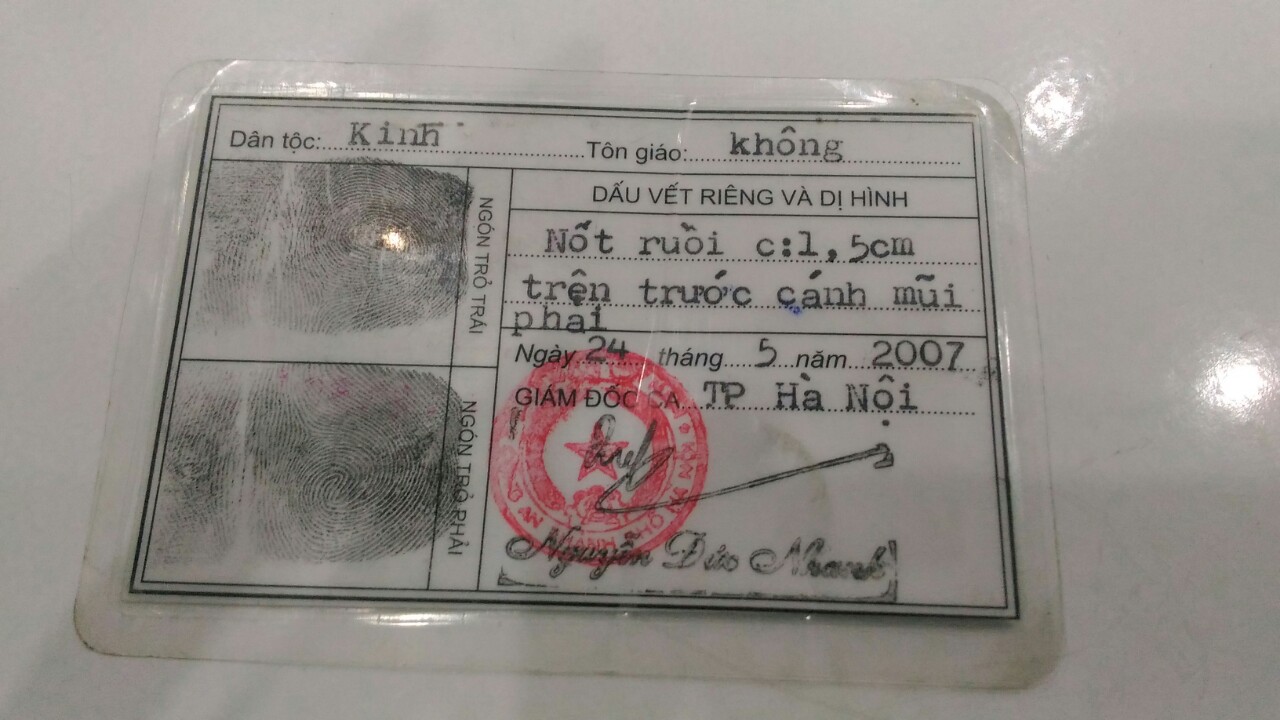 Dân tộc: Kinh Tôn giáo: không
NGÓN TRỎ TRÁI
NGÓN TRỎ PHẢI
DẤU VẾT RIÊNG VÀ DỊ HÌNH
Nốt ruồi c:1,5cm
trên trước cánh mũi
phải
Ngày 24 tháng 5 năm 2007
GIÁM ĐỐC CA TP Hà Nội
Nguyễn Đức Nhanh